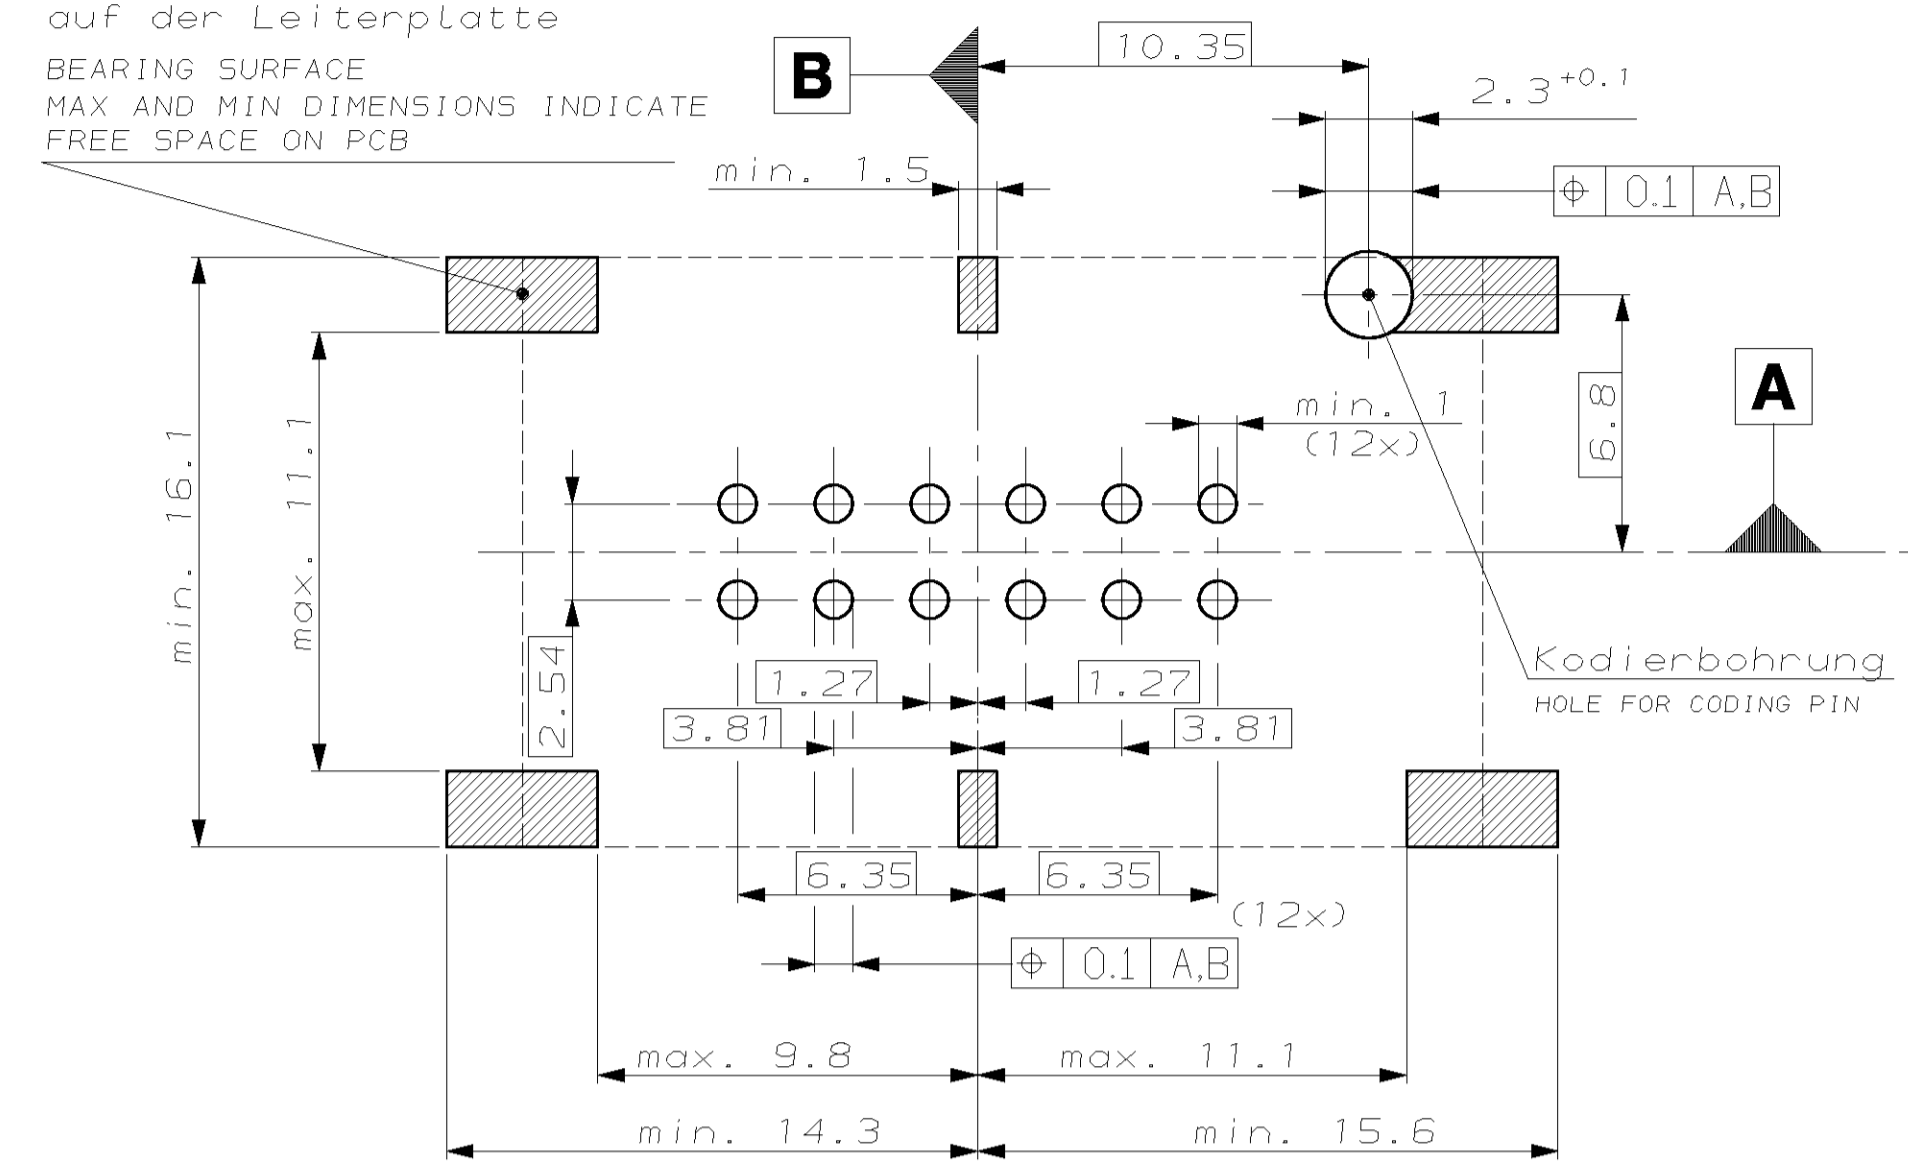 auf der Leiterplatte
BEARING SURFACE
MAX AND MIN DIMENSIONS INDICATE
FREE SPACE ON PCB
B
10.35
2.3+0.1
min. 1.5
⌖ 0.1 A,B
A
6.8
min. 1
(12x)
min. 16.1
max. 11.1
2.54
1.27
1.27
3.81
3.81
Kodierbohrung
HOLE FOR CODING PIN
6.35
6.35
(12x)
⌖ 0.1 A,B
max. 9.8
max. 11.1
min. 14.3
min. 15.6